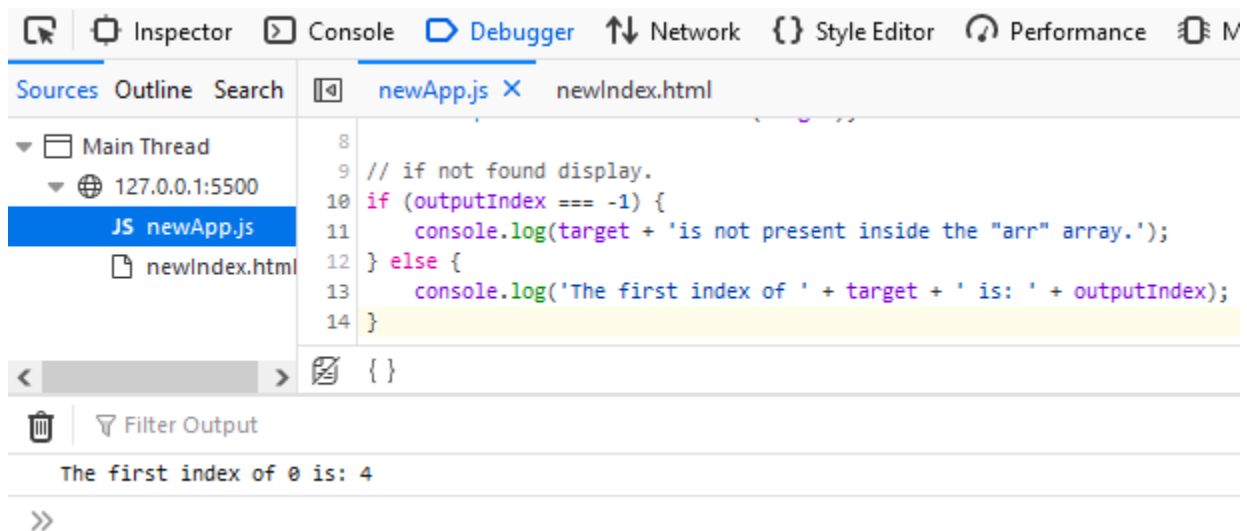 Inspector Console Debugger Network {} Style Editor Performance M
Sources Outline Search newApp.js × newIndex.html
Main Thread
127.0.0.1:5500
JS newApp.js
newIndex.html
8
9 // if not found display.
10 if (outputIndex === -1) {
11     console.log(target + 'is not present inside the "arr" array.');
12 } else {
13     console.log('The first index of ' + target + ' is: ' + outputIndex);
14 }
{ }
Filter Output
The first index of 0 is: 4
»